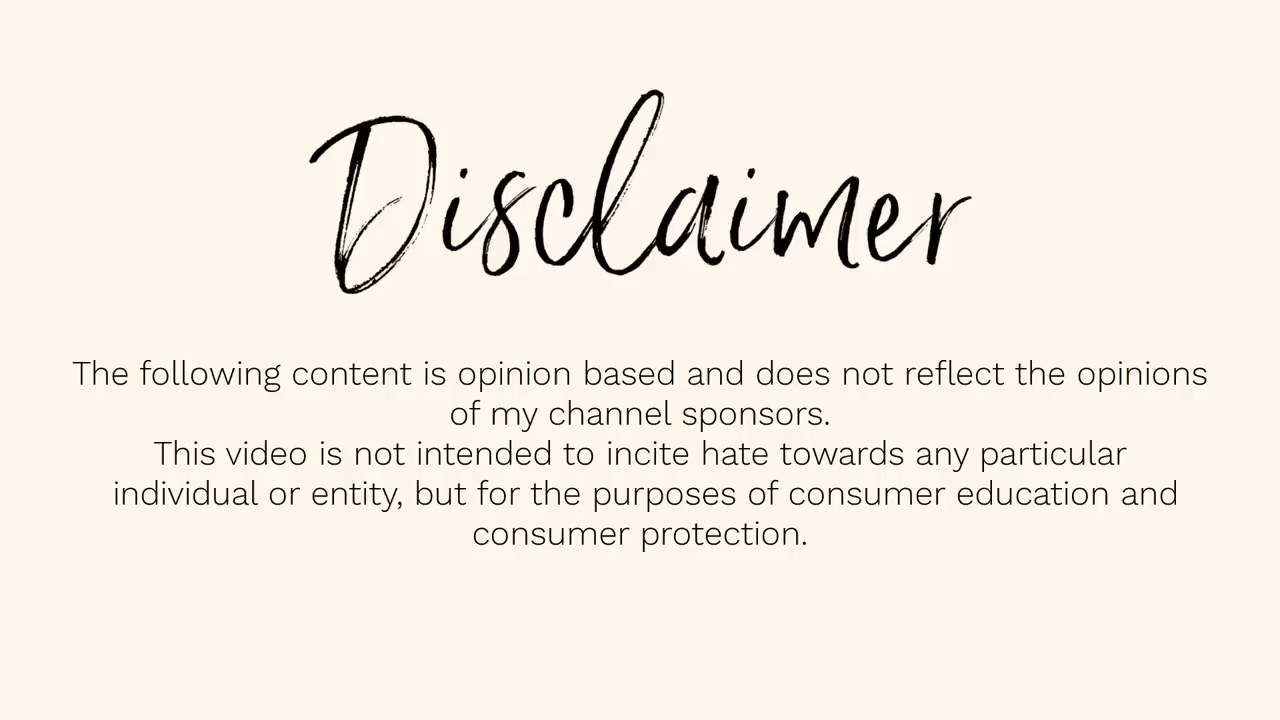 Disclaimer
The following content is opinion based and does not reflect the opinions
of my channel sponsors.
This video is not intended to incite hate towards any particular
individual or entity, but for the purposes of consumer education and
consumer protection.